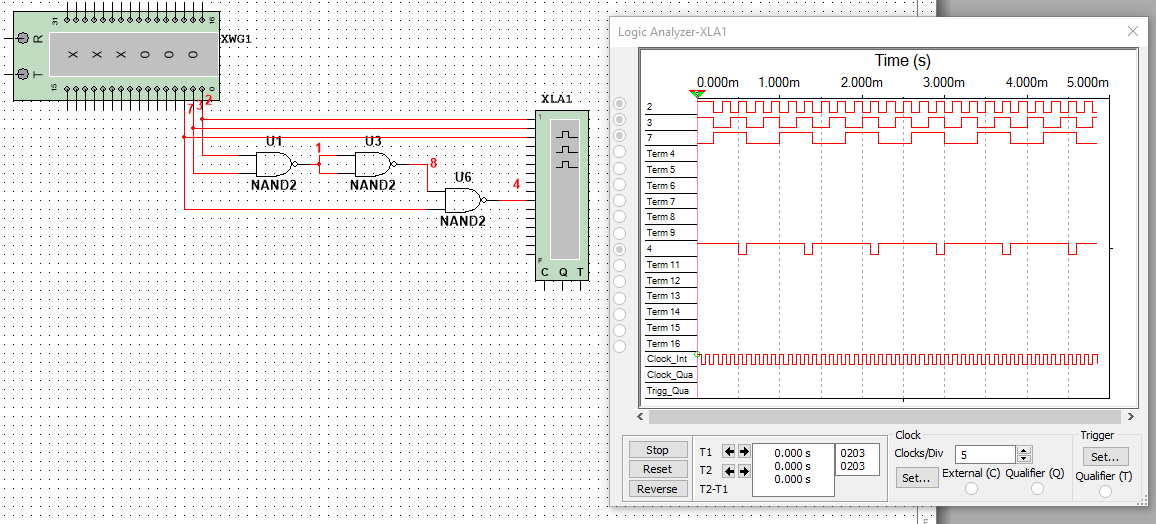 31
16
R
X X X O O O
XWG1
T
15
0
7 3 2
XLA1
1
U1
1
U3
8
NAND2
NAND2
U6
4
NAND2
F
C Q T
Logic Analyzer-XLA1
Time (s)
0.000m 1.000m 2.000m 3.000m 4.000m 5.000m
2
3
7
Term 4
Term 5
Term 6
Term 7
Term 8
Term 9
4
Term 11
Term 12
Term 13
Term 14
Term 15
Term 16
Clock_Int
Clock_Qua
Trigg_Qua
Stop
Reset
Reverse
T1
T2
T2-T1
0.000 s
0.000 s
0.000 s
0203
0203
Clock
Clocks/Div 5
Set...
External (C) Qualifier (Q)
Trigger
Set...
Qualifier (T)